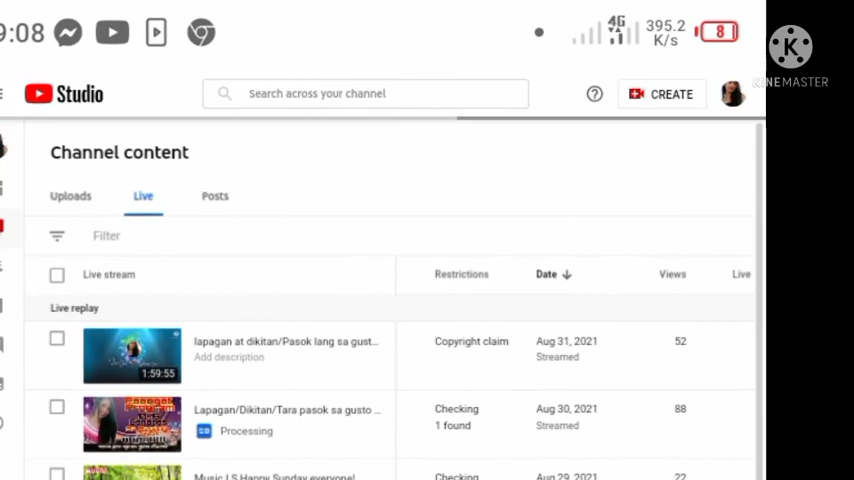 9:08 4G 395.2 K/s 8
KINEMASTER
Studio Search across your channel ? CREATE
Channel content
Uploads Live Posts
Filter
Live stream Restrictions Date Views Live
Live replay
lapagan at dikitan/Pasok lang sa gust... Copyright claim Aug 31, 2021 52
Add description Streamed
1:59:55
Lapagan/Dikitan/Tara pasok sa gusto ... Checking Aug 30, 2021 88
SD Processing 1 found Streamed
Music LS Happy Sunday everyone! Checking Aug 29, 2021 22